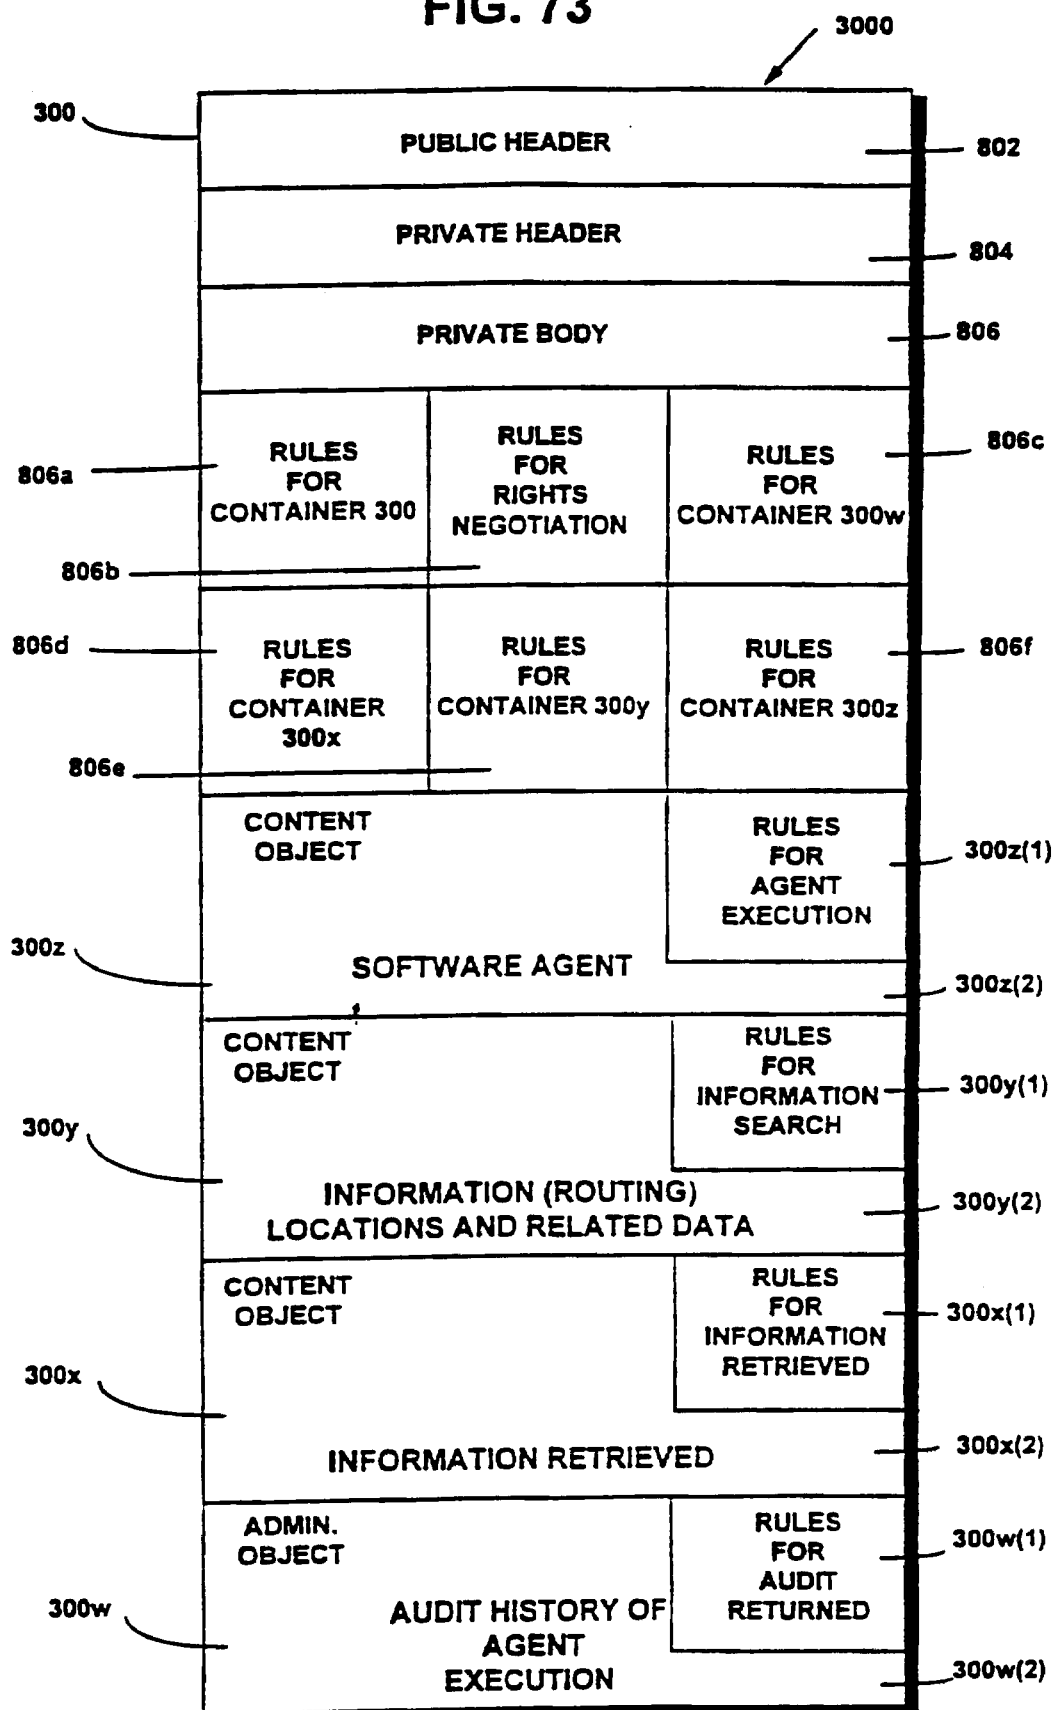 FIG. 73
3000
300
PUBLIC HEADER
802
PRIVATE HEADER
804
PRIVATE BODY
806
806a
RULES
FOR
CONTAINER 300
RULES
FOR
RIGHTS
NEGOTIATION
RULES
FOR
CONTAINER 300w
806c
806b
806d
RULES
FOR
CONTAINER
300x
RULES
FOR
CONTAINER 300y
RULES
FOR
CONTAINER 300z
806f
806e
CONTENT
OBJECT
RULES
FOR
AGENT
EXECUTION
300z(1)
300z
SOFTWARE AGENT
300z(2)
CONTENT
OBJECT
RULES
FOR
INFORMATION
SEARCH
300y(1)
300y
INFORMATION (ROUTING)
LOCATIONS AND RELATED DATA
300y(2)
CONTENT
OBJECT
RULES
FOR
INFORMATION
RETRIEVED
300x(1)
300x
INFORMATION RETRIEVED
300x(2)
ADMIN.
OBJECT
RULES
FOR
AUDIT
RETURNED
300w(1)
300w
AUDIT HISTORY OF
AGENT
EXECUTION
300w(2)